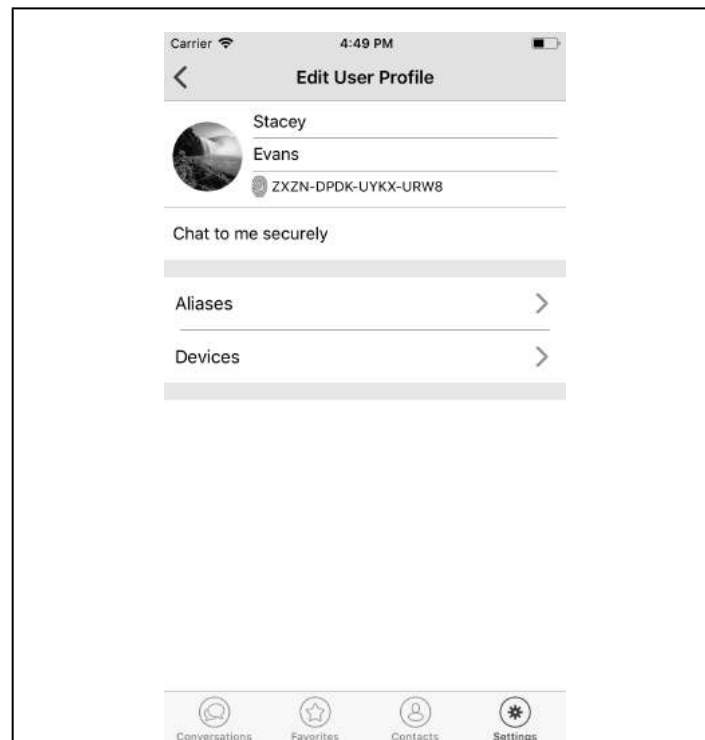 Carrier 4:49 PM
Edit User Profile
Stacey
Evans
ZXZN-DPDK-UYKX-URW8
Chat to me securely
Aliases
Devices
Conversations Favorites Contacts Settings